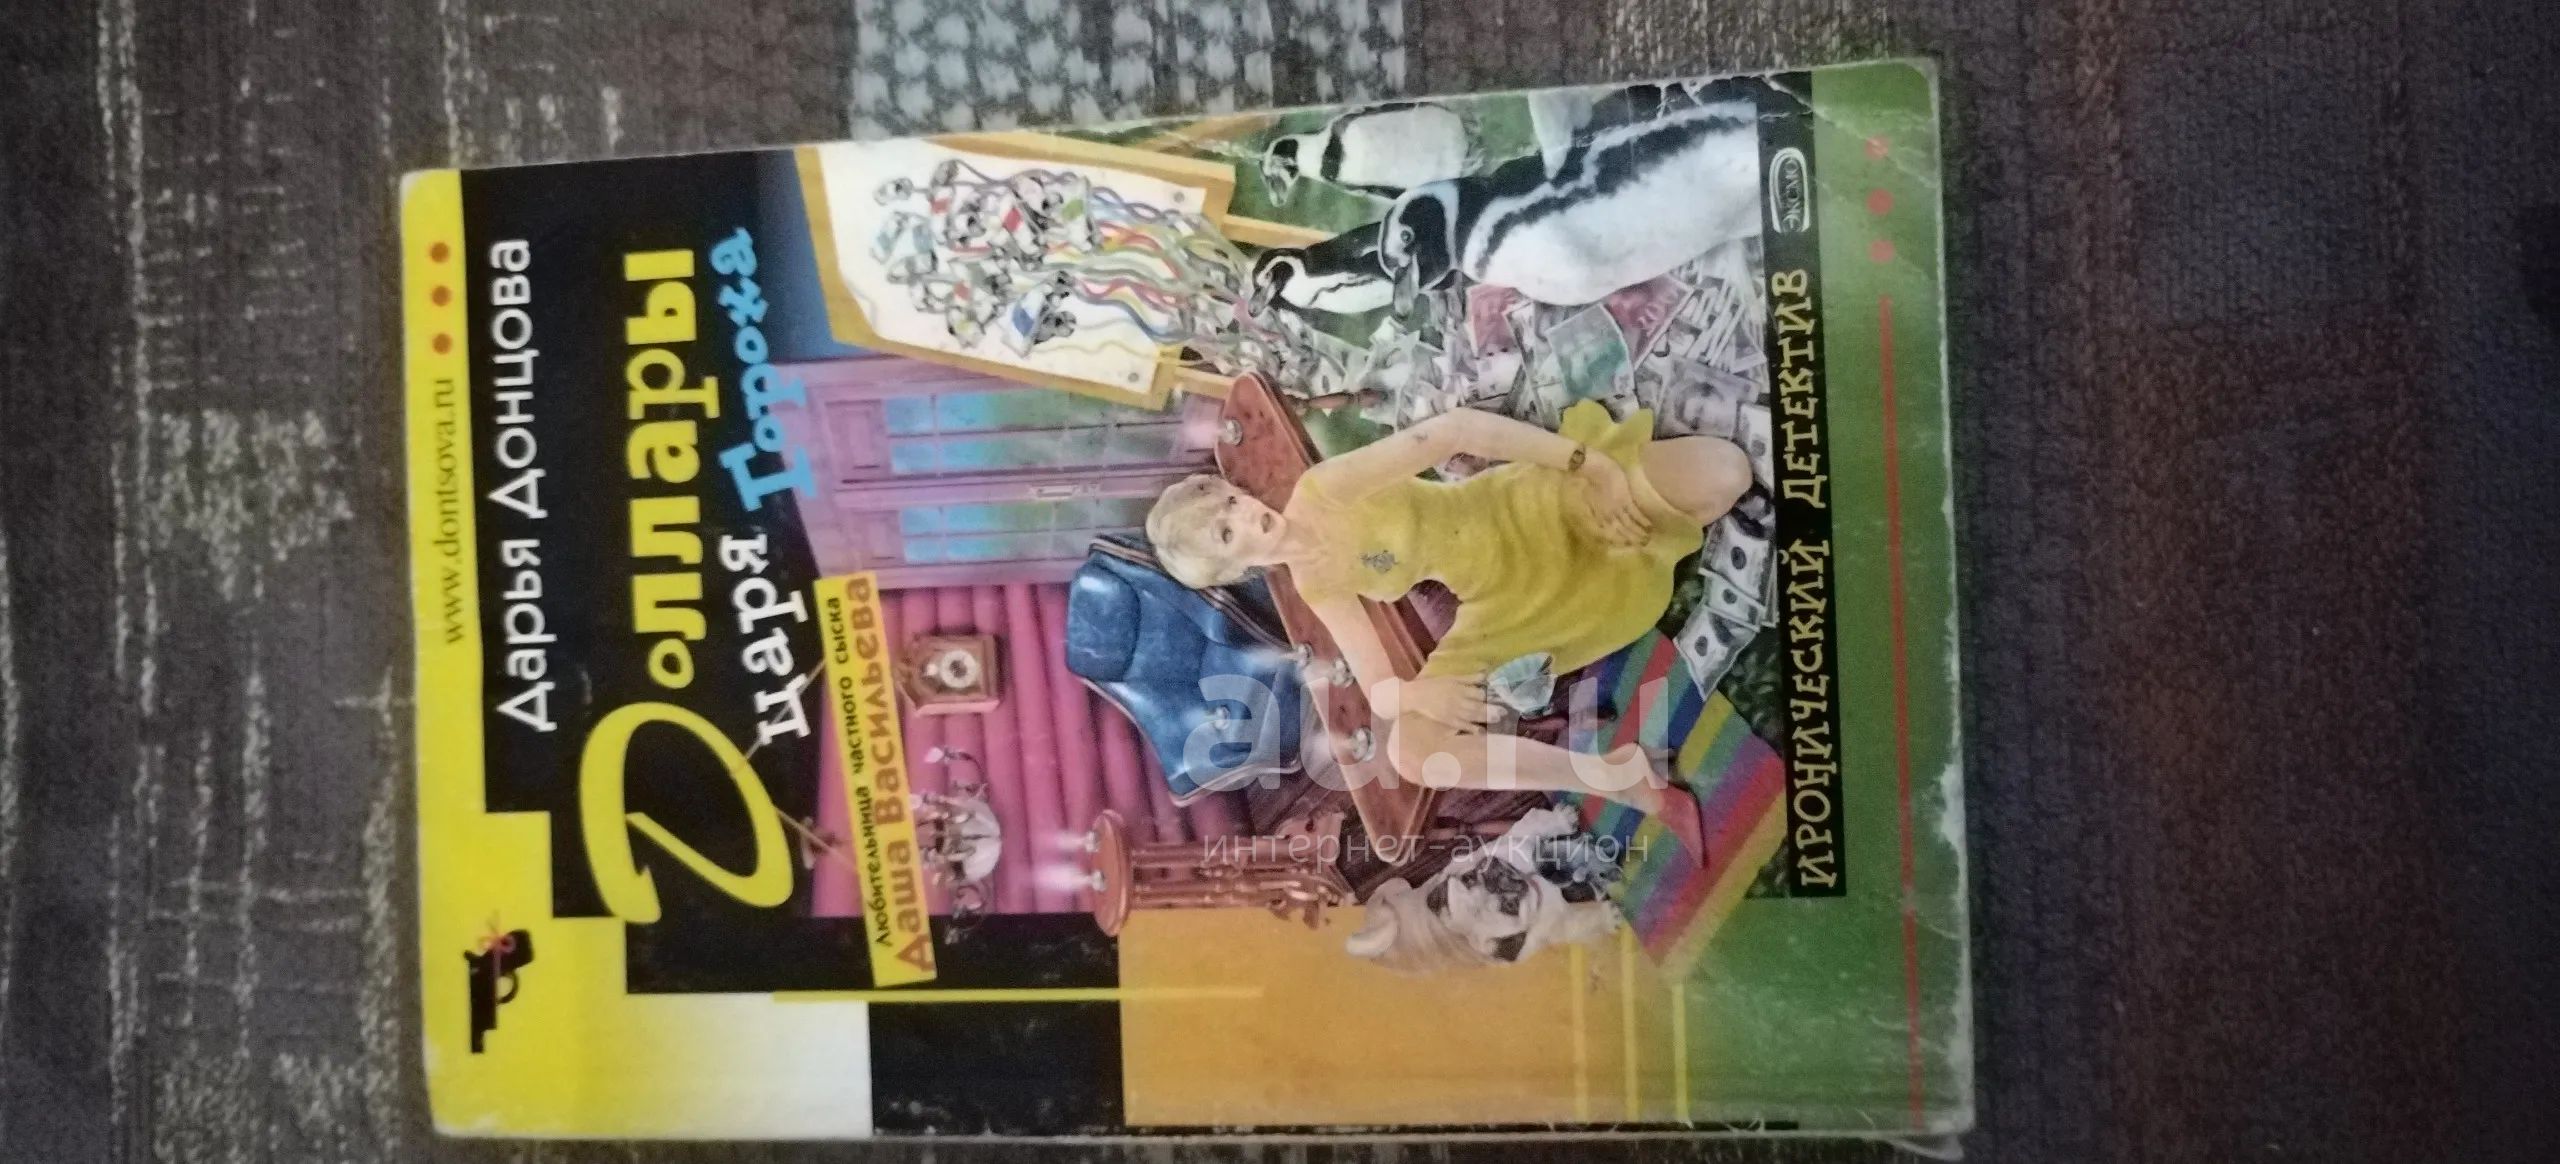 www.dontsova.ru
Дарья Донцова
Доллары
царя Гороха
Любительница частного сыска
Даша Васильева
ИРОНИЧЕСКИЙ ДЕТЕКТИВ
ЭКСМО
au.ru
интернет-аукцион